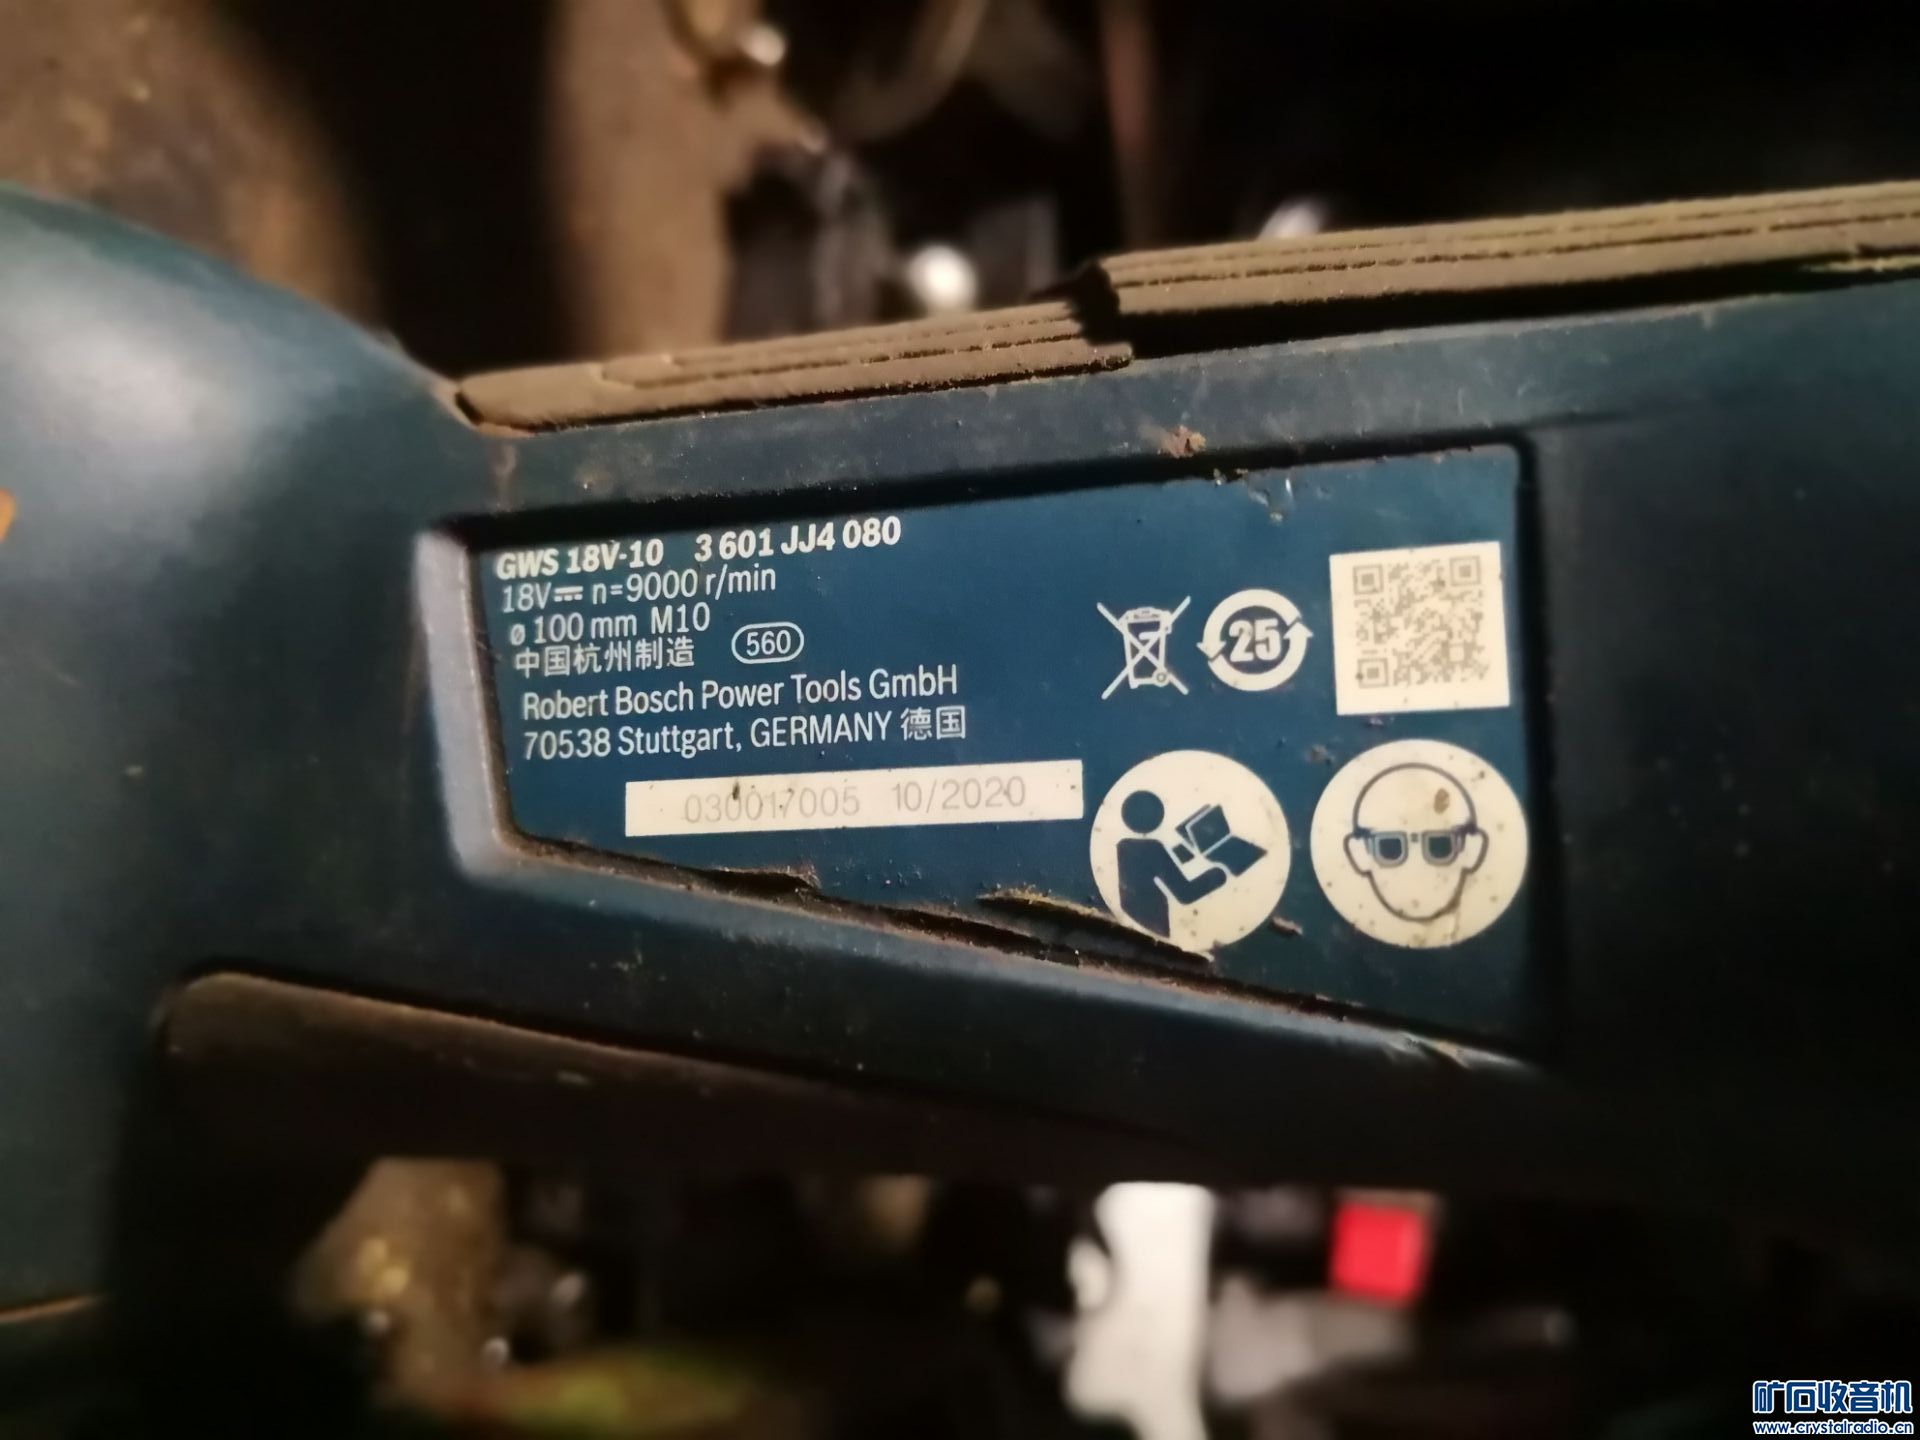 GWS 18V-10 3 601 JJ4 080
18V⎓ n=9000 r/min
ø 100 mm M10
中国杭州制造 560
Robert Bosch Power Tools GmbH
70538 Stuttgart, GERMANY 德国
030017005 10/2020
25
矿石收音机
www.crystalradio.cn